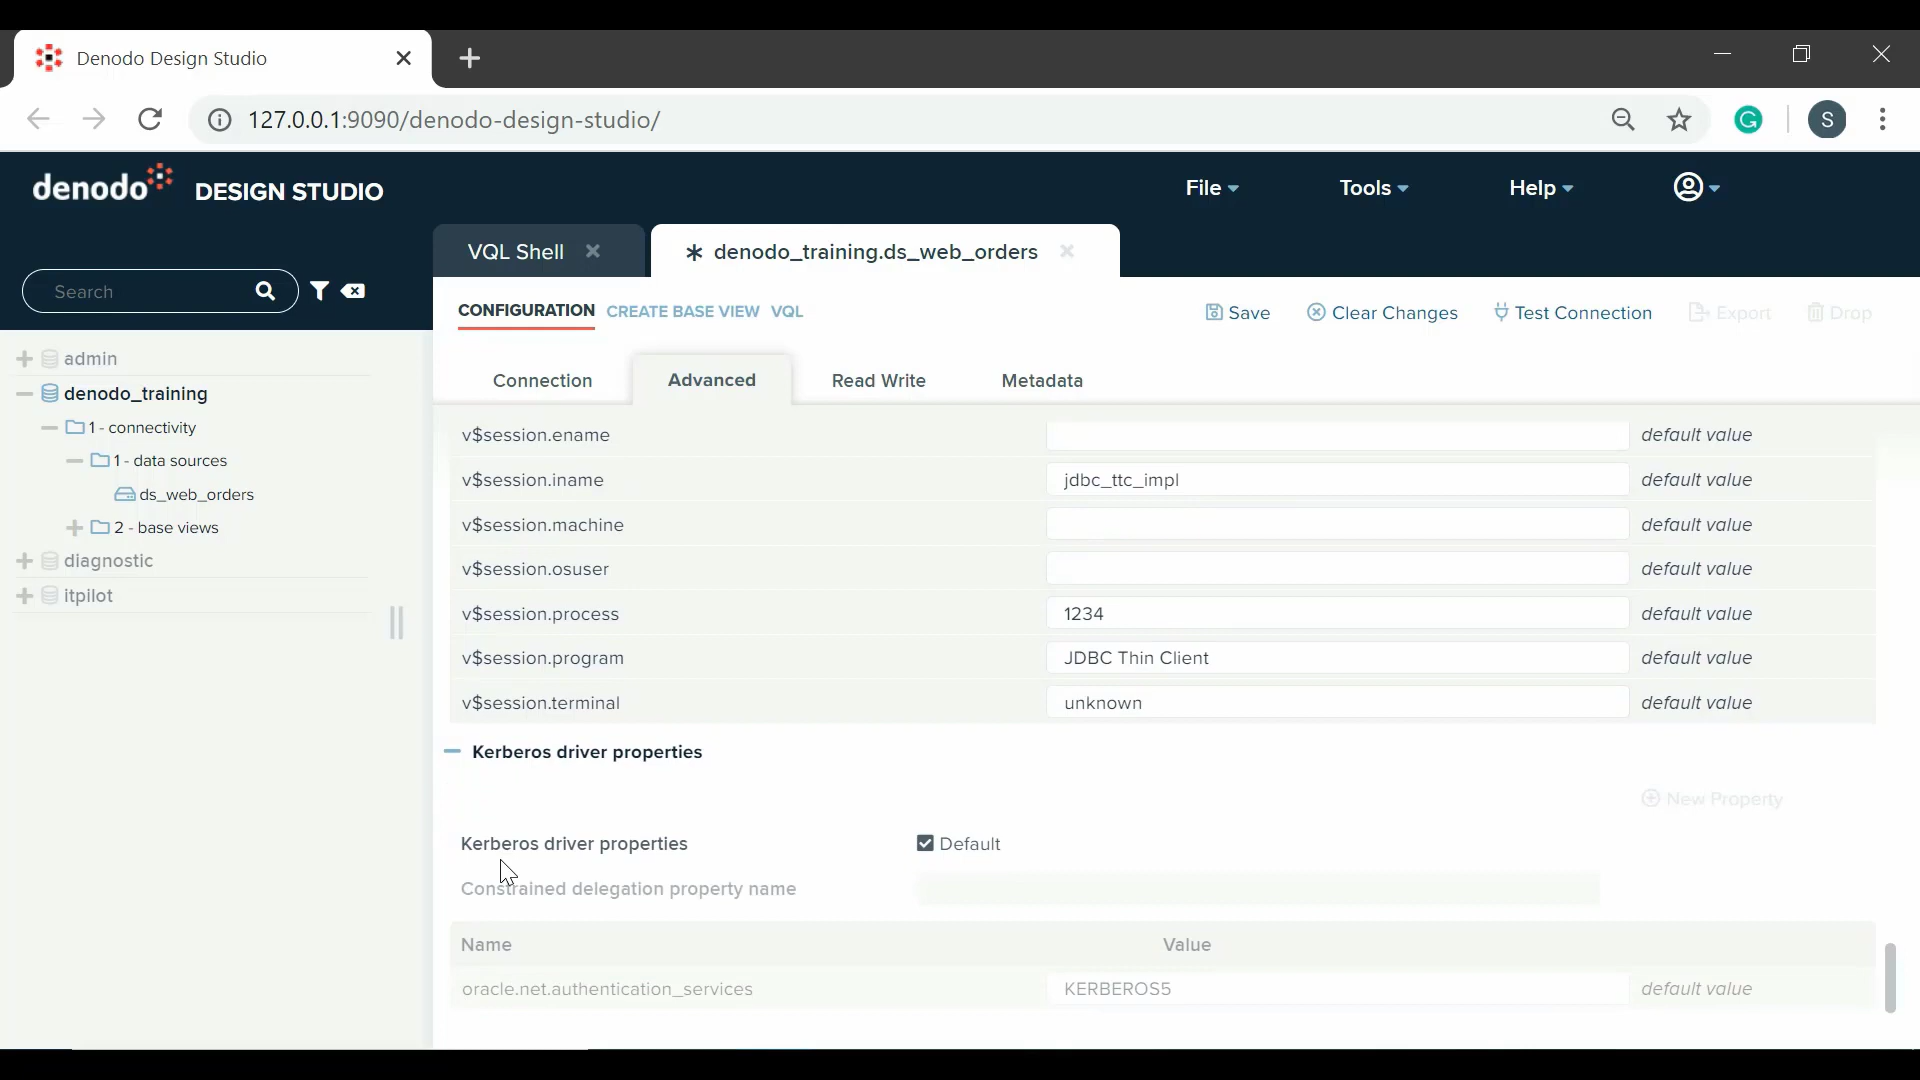 Denodo Design Studio
127.0.0.1:9090/denodo-design-studio/
G
S
denodo DESIGN STUDIO
File
Tools
Help
VQL Shell
* denodo_training.ds_web_orders
Search
CONFIGURATION CREATE BASE VIEW VQL
Save
Clear Changes
Test Connection
Export
Drop
admin
denodo_training
1 - connectivity
1 - data sources
ds_web_orders
2 - base views
diagnostic
itpilot
Connection
Advanced
Read Write
Metadata
v$session.ename default value
v$session.iname jdbc_ttc_impl default value
v$session.machine default value
v$session.osuser default value
v$session.process 1234 default value
v$session.program JDBC Thin Client default value
v$session.terminal unknown default value
Kerberos driver properties
New Property
Kerberos driver properties Default
Constrained delegation property name
Name Value
oracle.net.authentication_services KERBEROS5 default value